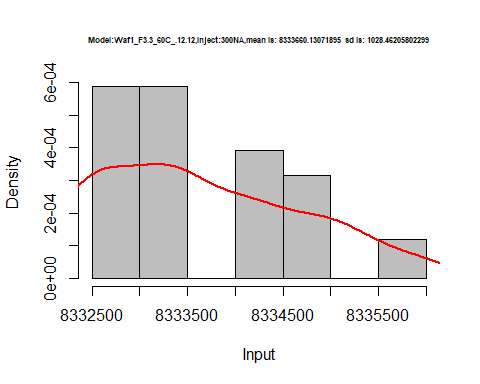 Model:Waf1_F3.3_60C_.12.12,Inject:300NA,mean is: 8333660.13071895 sd is: 1028.46205802299
Density
6e-04
4e-04
2e-04
0e+00
8332500 8333500 8334500 8335500
Input